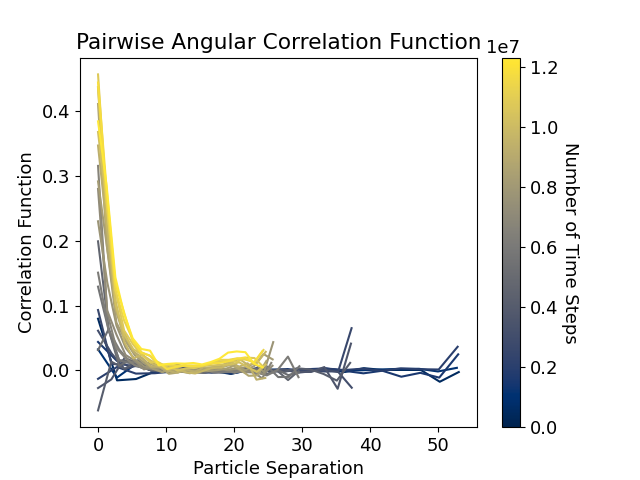 Pairwise Angular Correlation Function
1e7
Correlation Function
0.4
0.3
0.2
0.1
0.0
0 10 20 30 40 50
Particle Separation
1.2
1.0
0.8
0.6
0.4
0.2
0.0
Number of Time Steps